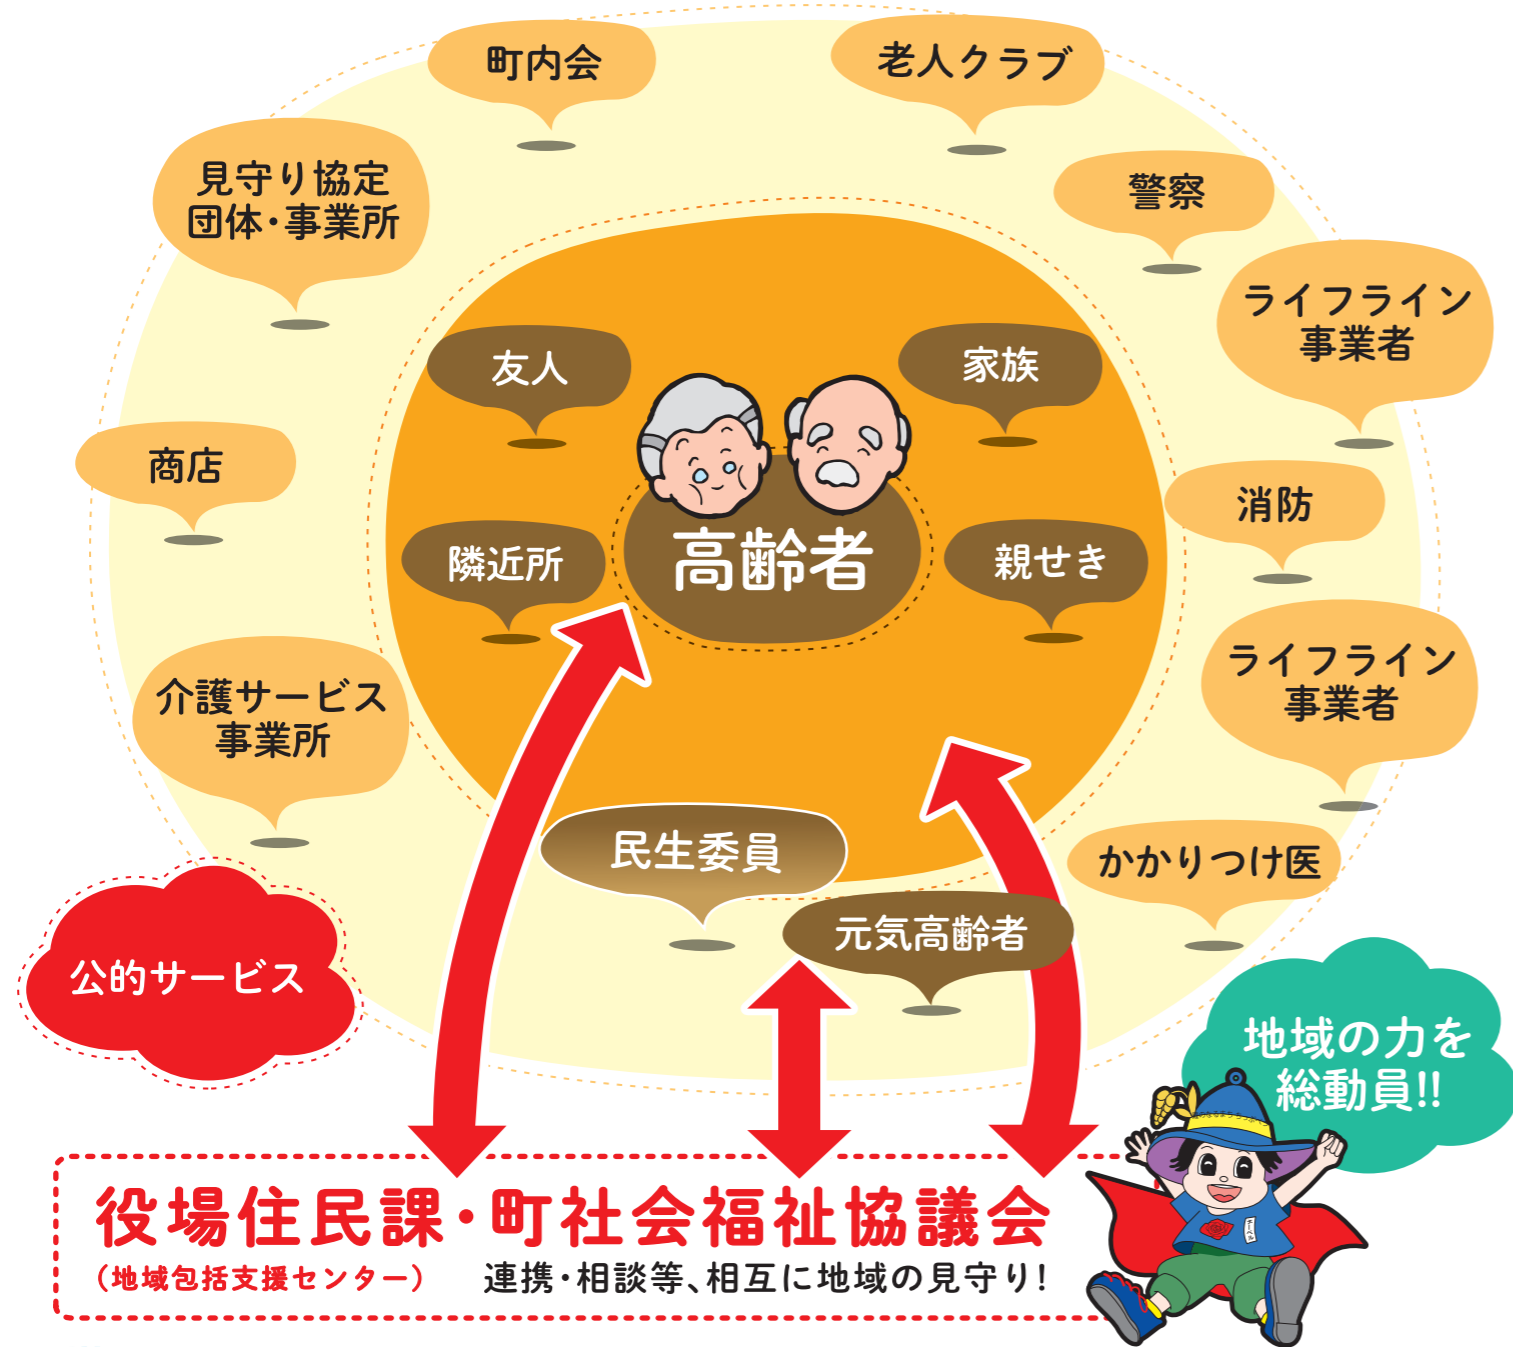 町内会
老人クラブ
見守り協定
団体・事業所
警察
ライフライン
事業者
友人
家族
商店
消防
隣近所
高齢者
親せき
介護サービス
事業所
ライフライン
事業者
民生委員
かかりつけ医
元気高齢者
公的サービス
地域の力を
総動員!!
役場住民課・町社会福祉協議会
（地域包括支援センター）
連携・相談等、相互に地域の見守り!